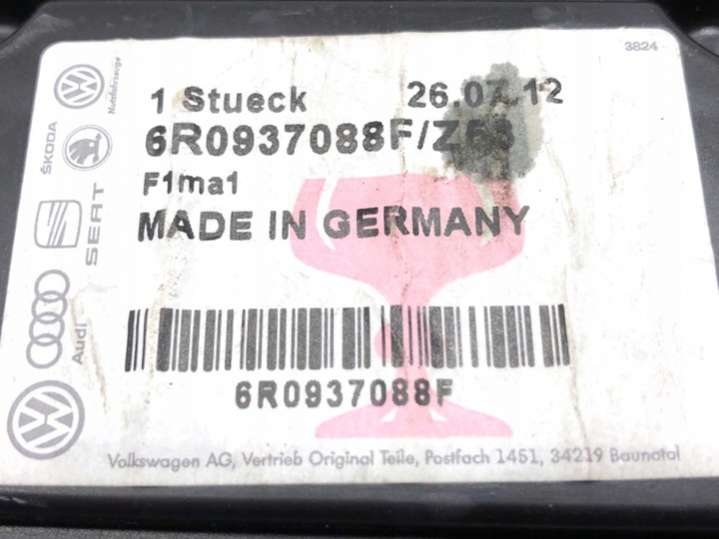 3824
Nutzfahrzeuge
ŠKODA
SEAT
Audi
1 Stueck 26.07.12
6R0937088F/Z
F1ma1
MADE IN GERMANY
6R0937088F
Volkswagen AG, Vertrieb Original Teile, Postfach 1451, 34219 Baunatal